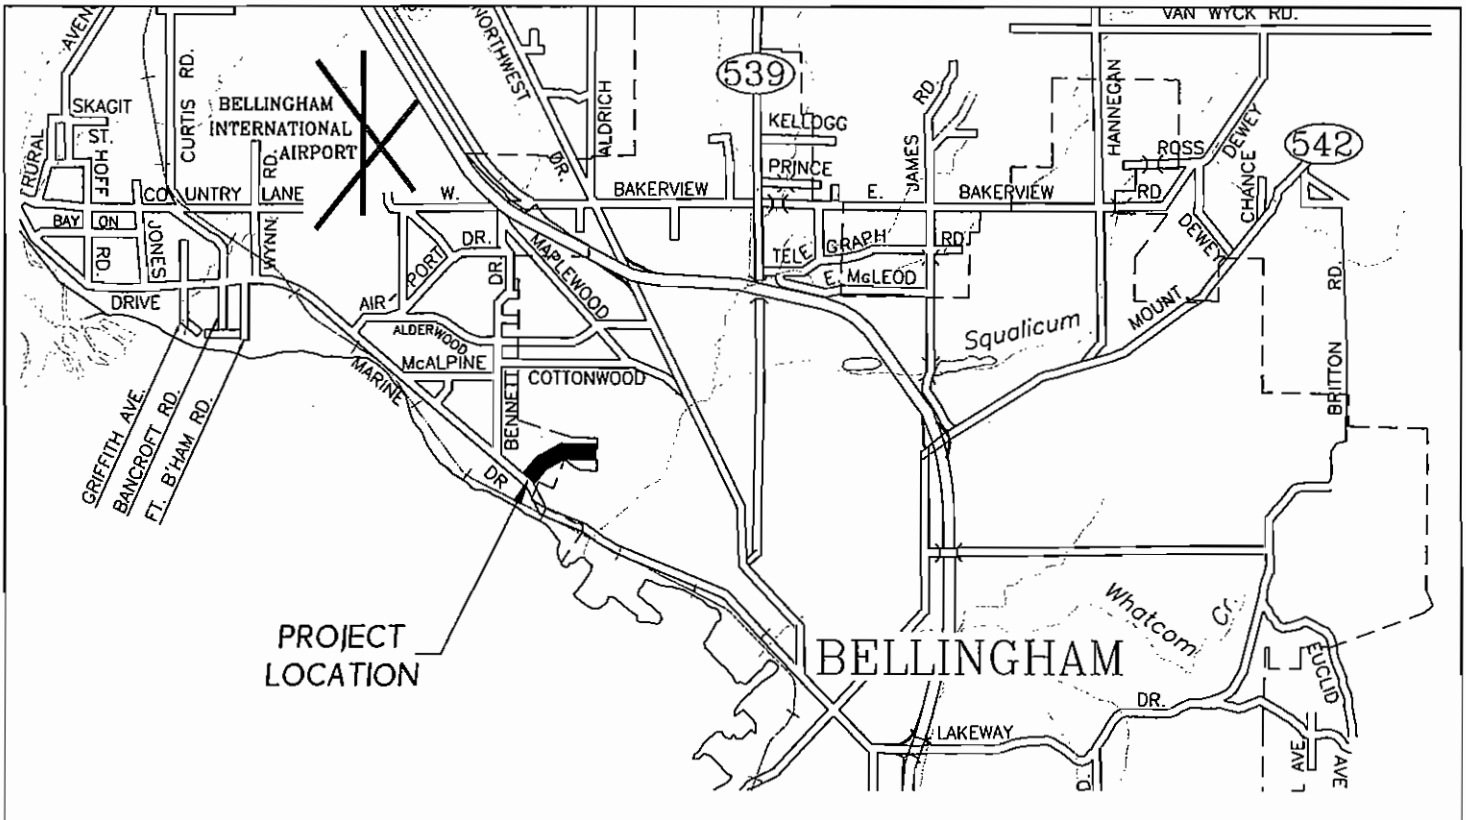 VAN WYCK RD.
AVEN
NORTHWEST
DR.
539
SKAGIT
ST.
HOFF
RD.
CURTIS RD.
BELLINGHAM
INTERNATIONAL
AIRPORT
ALDRICH
KELLOGG
PRINCE
JAMES
RD.
HANNEGAN
ROSS
DEWEY
CHANCE
542
RURAL
COUNTRY LANE
W. BAKERVIEW
E. BAKERVIEW RD
BAY ON
JONES
WYNN RD.
AIR PORT DR.
DR.
MAPLEWOOD
TELE GRAPH RD.
E. McLEOD
DEWEY
MOUNT
BRITTON RD.
DRIVE
ALDERWOOD
McALPINE
COTTONWOOD
BENNETT
MARINE
DR
Squalicum
GRIFFITH AVE.
BANCROFT RD.
FT. B'HAM RD.
PROJECT
LOCATION
BELLINGHAM
Whatcom
Cr.
EUCLID
AVE
LAKEWAY
DR.
AVE